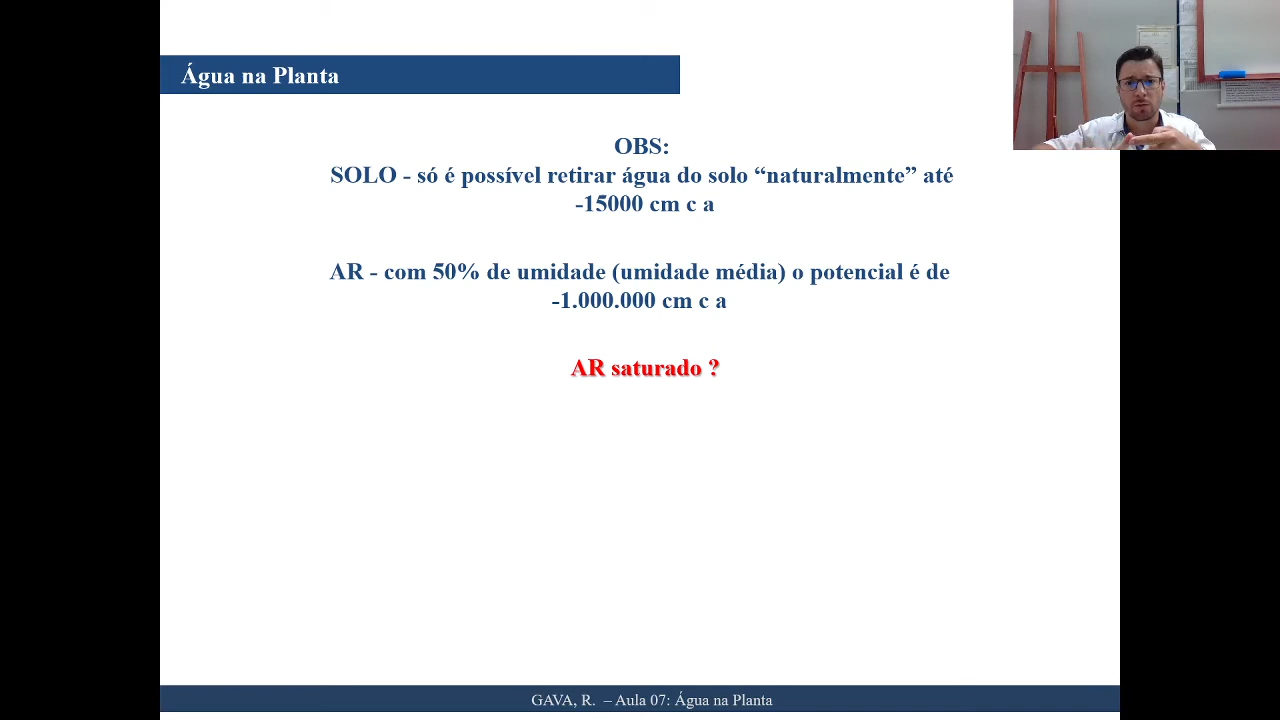 Água na Planta
OBS:
SOLO - só é possível retirar água do solo “naturalmente” até
-15000 cm c a
AR - com 50% de umidade (umidade média) o potencial é de
-1.000.000 cm c a
AR saturado ?
GAVA, R. – Aula 07: Água na Planta